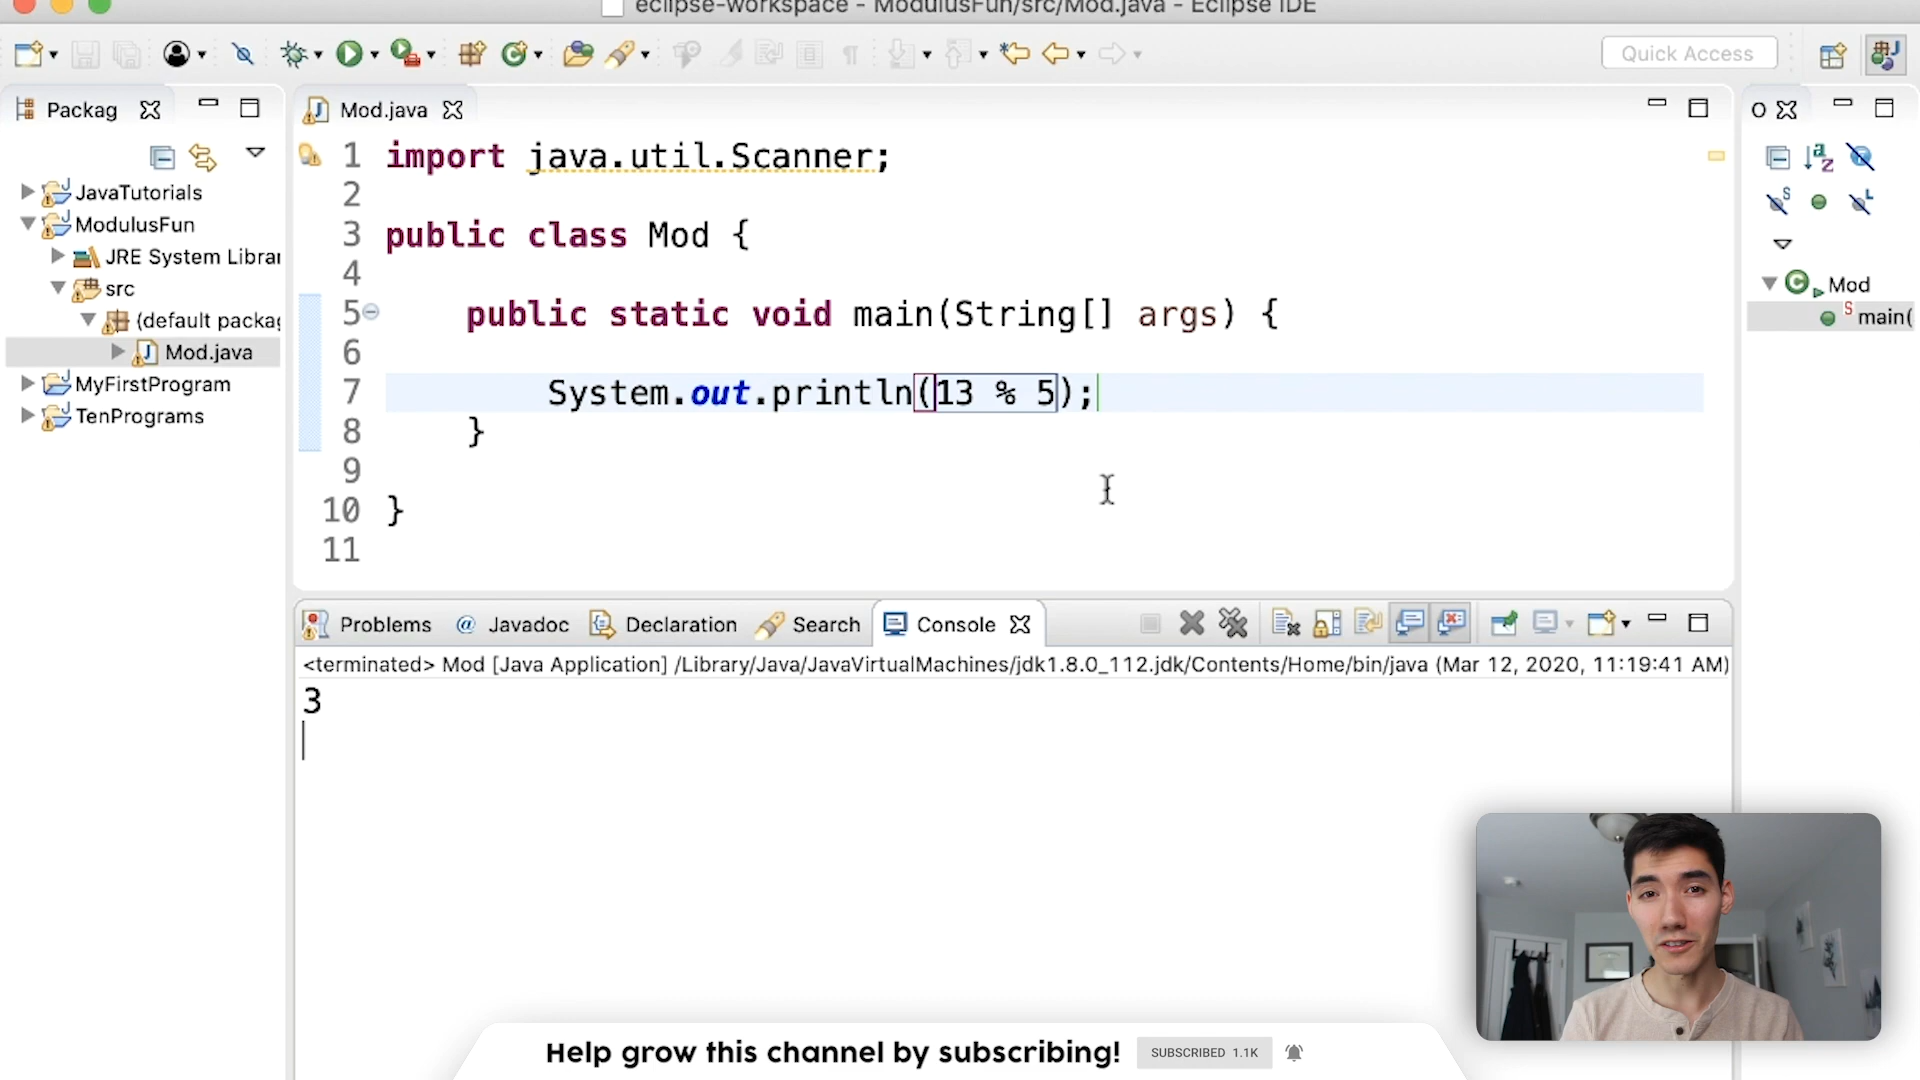 eclipse-workspace - ModulusFun/src/Mod.java - Eclipse IDE
Quick Access
Packag
Mod.java
O
JavaTutorials
ModulusFun
JRE System Librar
src
(default packag
Mod.java
MyFirstProgram
TenPrograms
1 import java.util.Scanner;
2
3 public class Mod {
4
5 public static void main(String[] args) {
6
7 System.out.println(13 % 5);
8 }
9
10 }
11
Mod
main(
Problems
@ Javadoc
Declaration
Search
Console
<terminated> Mod [Java Application] /Library/Java/JavaVirtualMachines/jdk1.8.0_112.jdk/Contents/Home/bin/java (Mar 12, 2020, 11:19:41 AM)
3
Help grow this channel by subscribing!
SUBSCRIBED 1.1K